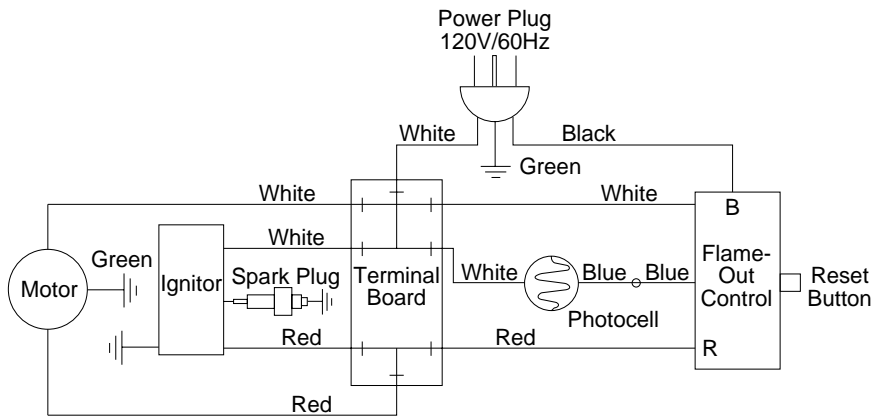 Power Plug
120V/60Hz
White
Black
Green
White
White
B
Green
White
Motor
Ignitor
Spark Plug
Terminal
Board
White
Blue
Blue
Flame-
Out
Control
Reset
Button
Photocell
Red
Red
R
Red